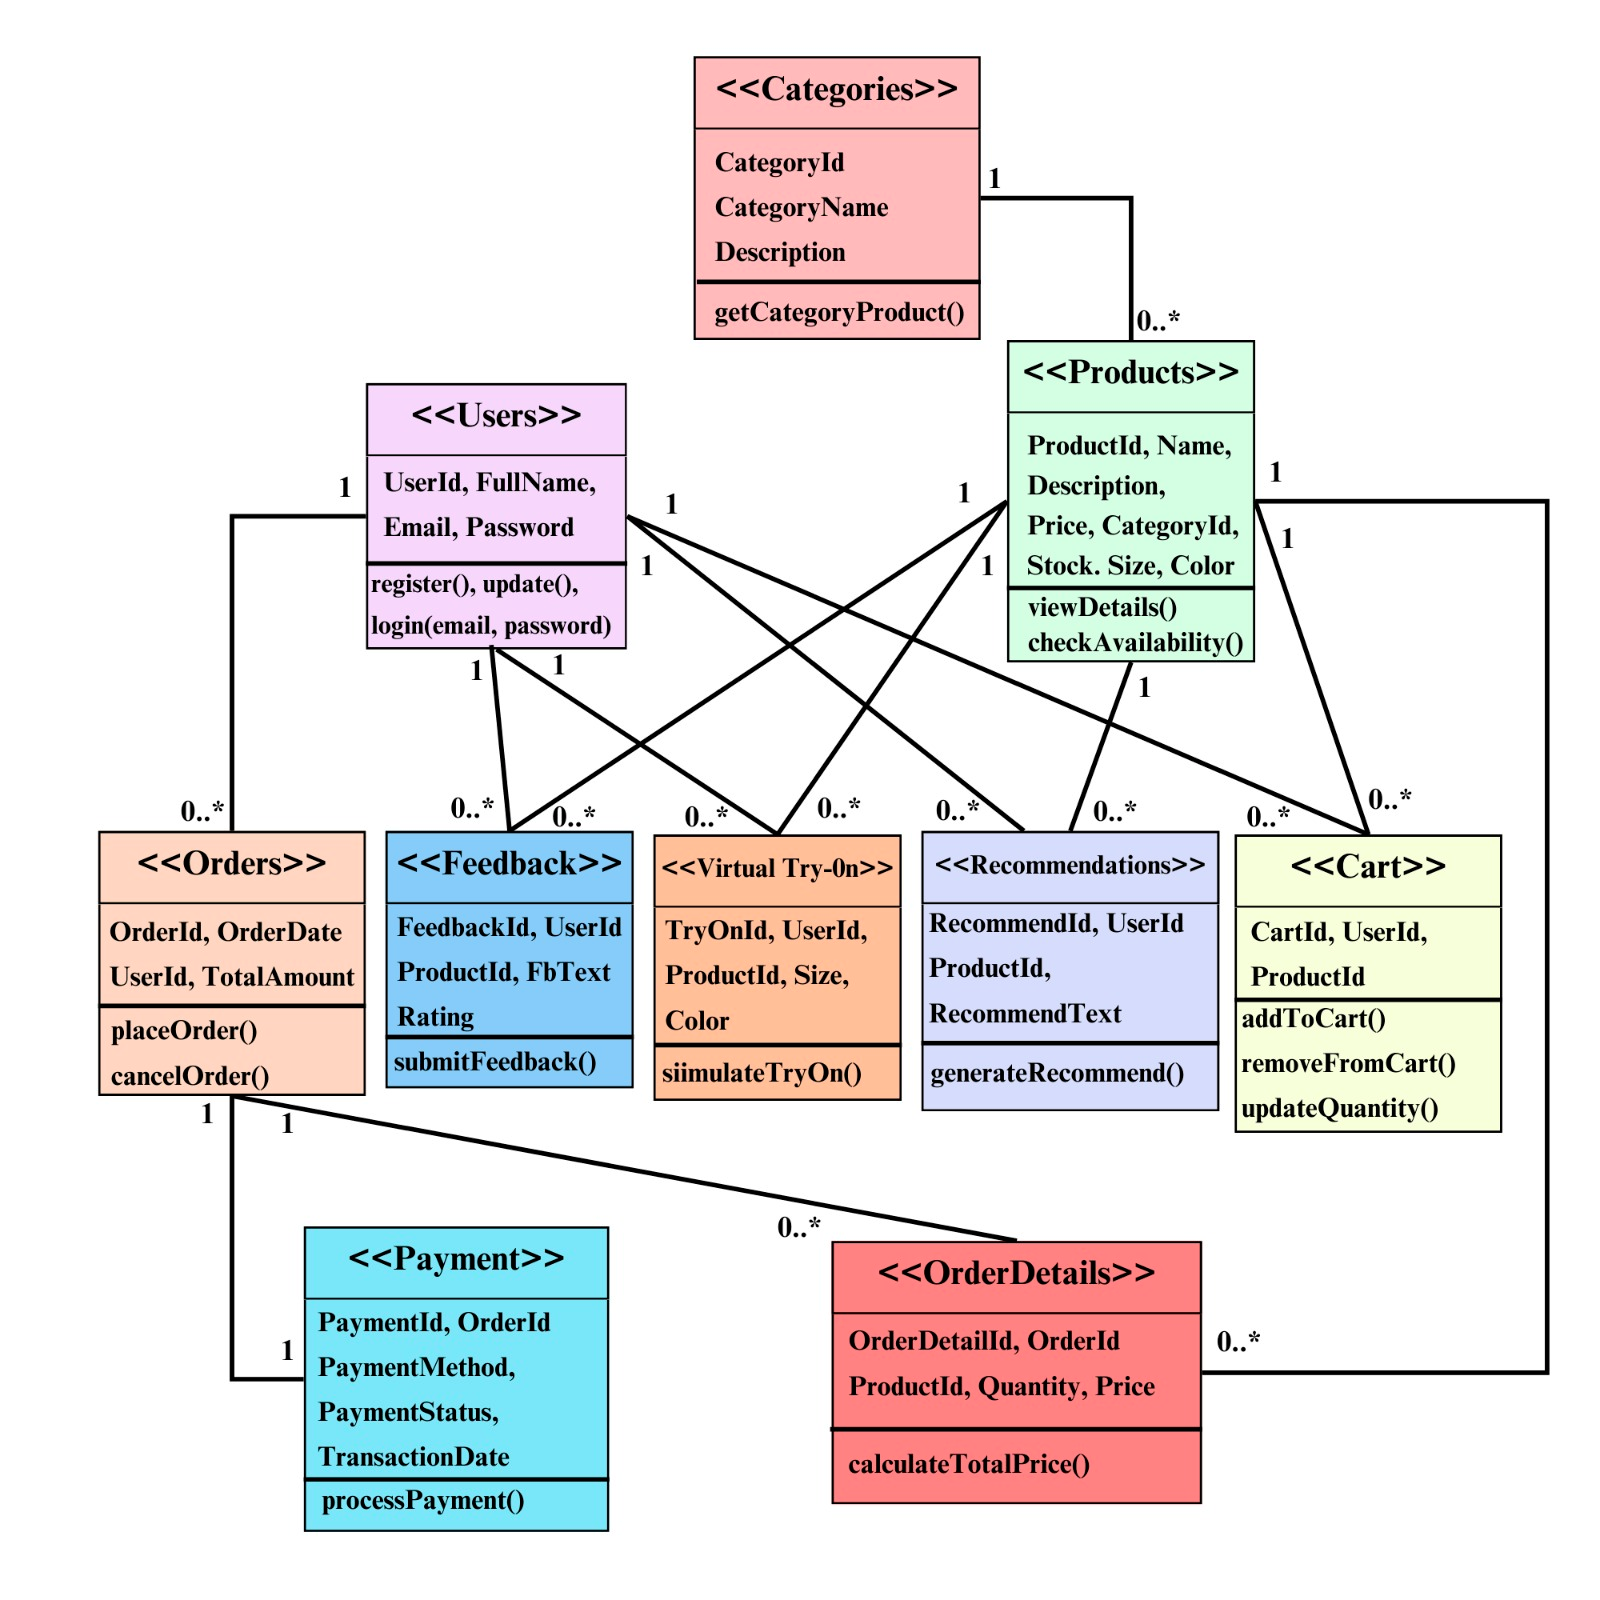 <<Categories>>
CategoryId
CategoryName
Description
getCategoryProduct()
1
0..*
<<Products>>
ProductId, Name,
Description,
Price, CategoryId,
Stock. Size, Color
viewDetails()
checkAvailability()
1
1
1
1
1
<<Users>>
UserId, FullName,
Email, Password
register(), update(),
login(email, password)
1
1
1
1
1
0..*
0..*
0..*
0..*
0..*
0..*
0..*
0..*
0..*
<<Orders>>
OrderId, OrderDate
UserId, TotalAmount
placeOrder()
cancelOrder()
<<Feedback>>
FeedbackId, UserId
ProductId, FbText
Rating
submitFeedback()
<<Virtual Try-0n>>
TryOnId, UserId,
ProductId, Size,
Color
siimulateTryOn()
<<Recommendations>>
RecommendId, UserId
ProductId,
RecommendText
generateRecommend()
<<Cart>>
CartId, UserId,
ProductId
addToCart()
removeFromCart()
updateQuantity()
1
1
1
0..*
0..*
<<Payment>>
PaymentId, OrderId
PaymentMethod,
PaymentStatus,
TransactionDate
processPayment()
<<OrderDetails>>
OrderDetailId, OrderId
ProductId, Quantity, Price
calculateTotalPrice()